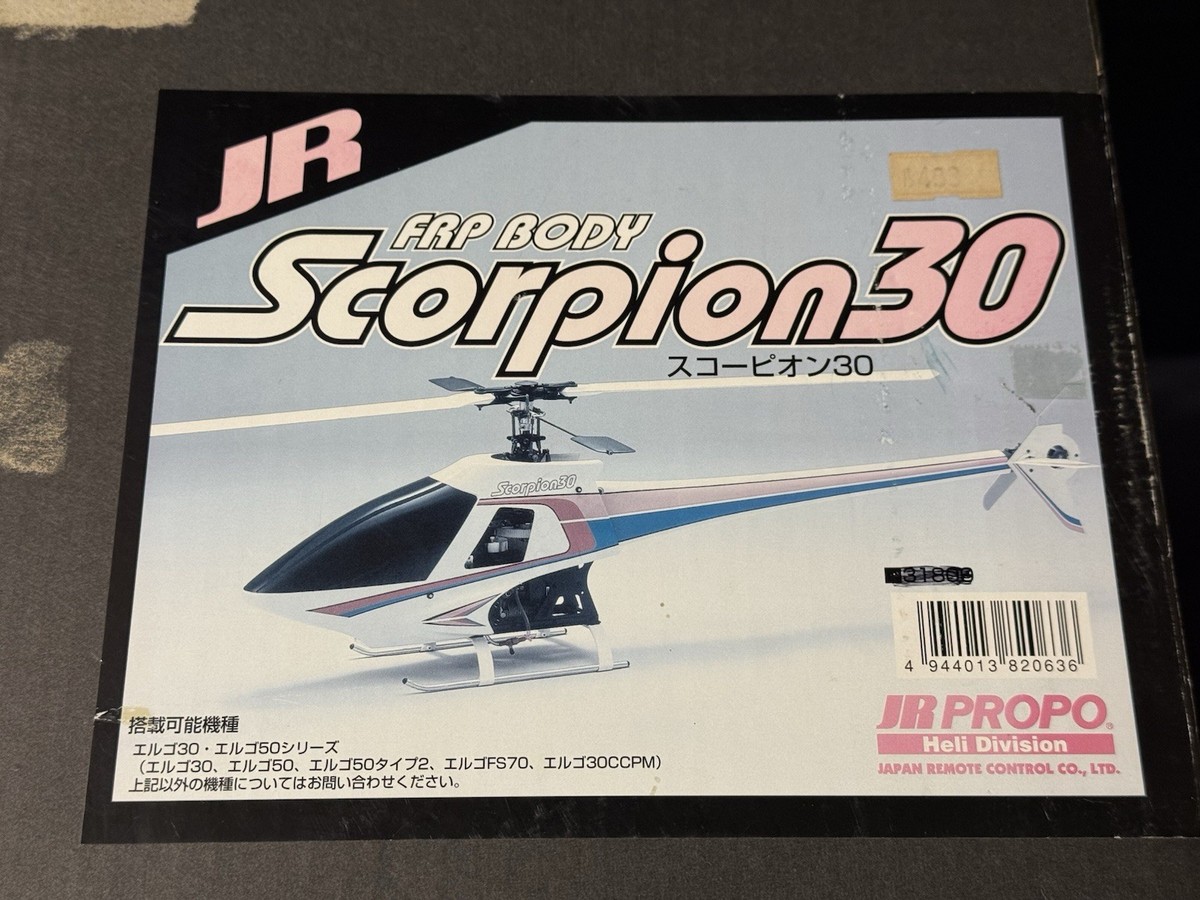 JR
FRP BODY
Scorpion30
スコーピオン30
Scorpion30
4 944013 820636
JR PROPO®
Heli Division
JAPAN REMOTE CONTROL CO., LTD.
搭載可能機種
エルゴ30・エルゴ50シリーズ
（エルゴ30、エルゴ50、エルゴ50タイプ2、エルゴFS70、エルゴ30CCPM）
上記以外の機種についてはお問い合わせください。